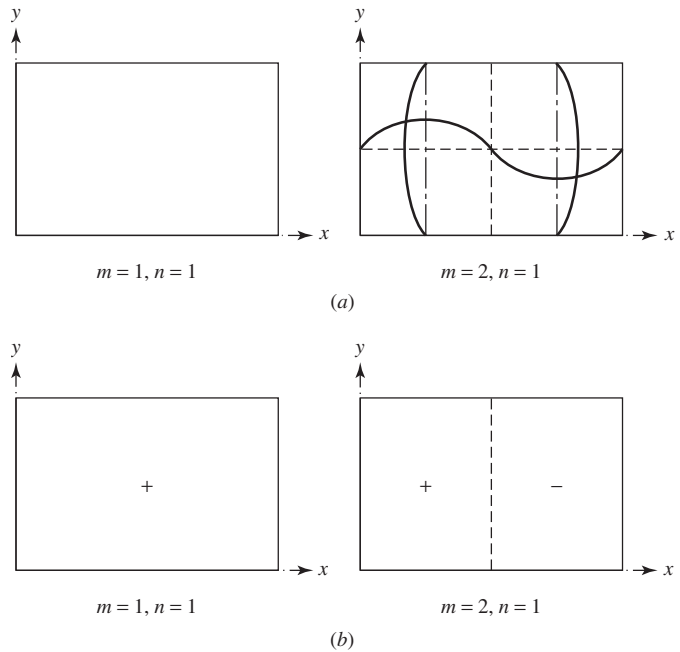 y
y
x
x
m = 1, n = 1
m = 2, n = 1
(a)
y
y
+
+
−
x
x
m = 1, n = 1
m = 2, n = 1
(b)